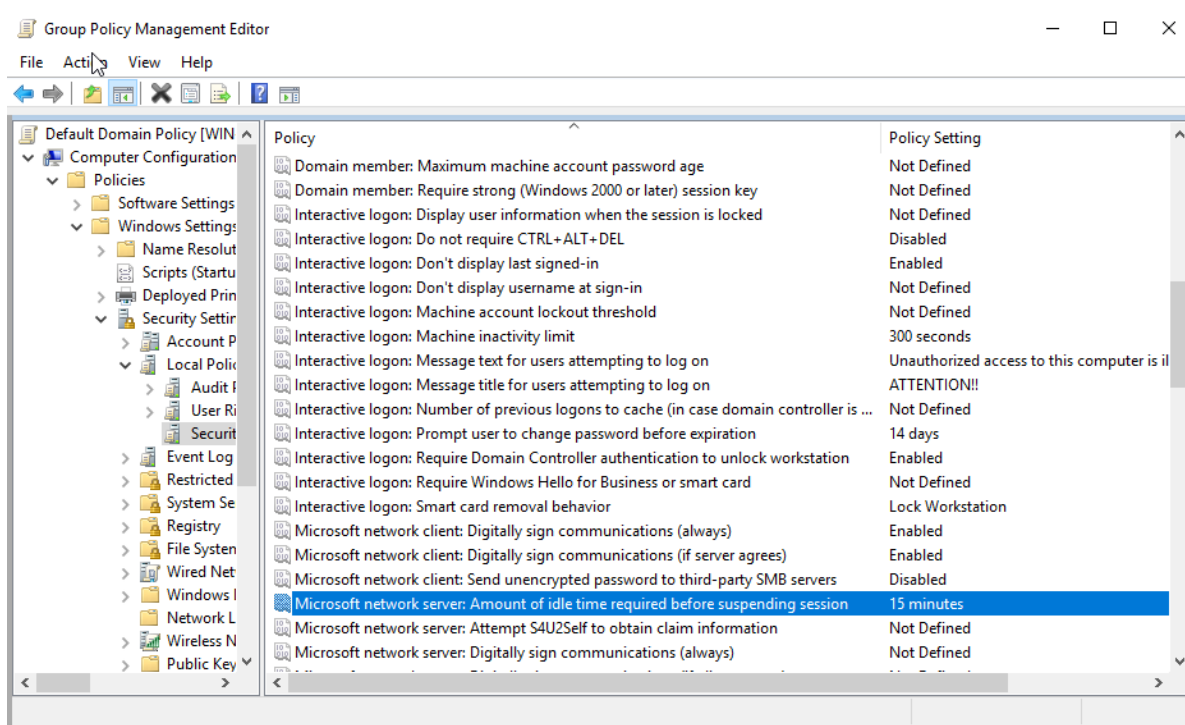 Group Policy Management Editor
File Action View Help
Default Domain Policy [WIN
Computer Configuration
Policies
Software Settings
Windows Settings
Name Resolut
Scripts (Startu
Deployed Prin
Security Settin
Account P
Local Polic
Audit P
User Ri
Securit
Event Log
Restricted
System Se
Registry
File System
Wired Net
Windows
Network L
Wireless N
Public Key
Policy Policy Setting
Domain member: Maximum machine account password age Not Defined
Domain member: Require strong (Windows 2000 or later) session key Not Defined
Interactive logon: Display user information when the session is locked Not Defined
Interactive logon: Do not require CTRL+ALT+DEL Disabled
Interactive logon: Don't display last signed-in Enabled
Interactive logon: Don't display username at sign-in Not Defined
Interactive logon: Machine account lockout threshold Not Defined
Interactive logon: Machine inactivity limit 300 seconds
Interactive logon: Message text for users attempting to log on Unauthorized access to this computer is il
Interactive logon: Message title for users attempting to log on ATTENTION!!
Interactive logon: Number of previous logons to cache (in case domain controller is ... Not Defined
Interactive logon: Prompt user to change password before expiration 14 days
Interactive logon: Require Domain Controller authentication to unlock workstation Enabled
Interactive logon: Require Windows Hello for Business or smart card Not Defined
Interactive logon: Smart card removal behavior Lock Workstation
Microsoft network client: Digitally sign communications (always) Enabled
Microsoft network client: Digitally sign communications (if server agrees) Enabled
Microsoft network client: Send unencrypted password to third-party SMB servers Disabled
Microsoft network server: Amount of idle time required before suspending session 15 minutes
Microsoft network server: Attempt S4U2Self to obtain claim information Not Defined
Microsoft network server: Digitally sign communications (always) Not Defined